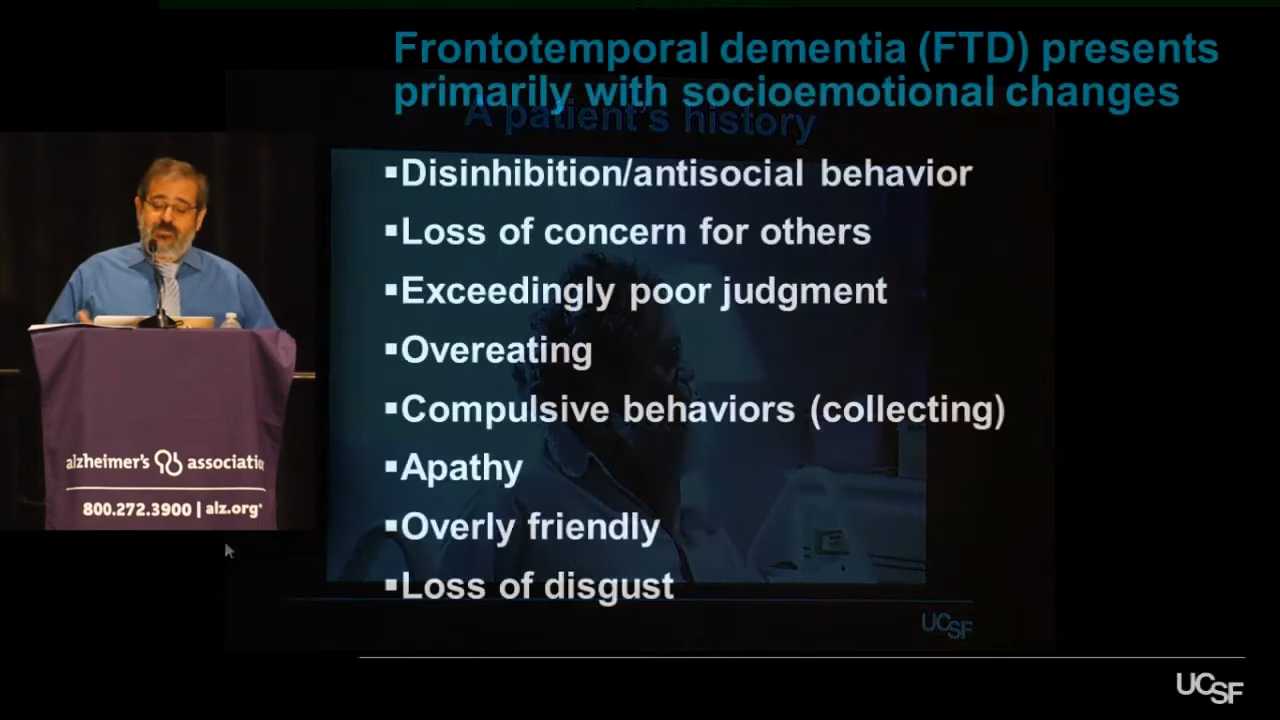 Frontotemporal dementia (FTD) presents
primarily with socioemotional changes
A patient's history
▪Disinhibition/antisocial behavior
▪Loss of concern for others
▪Exceedingly poor judgment
▪Overeating
▪Compulsive behaviors (collecting)
▪Apathy
▪Overly friendly
▪Loss of disgust
alzheimer's associatio
800.272.3900 | alz.org®
UCSF
UCSF